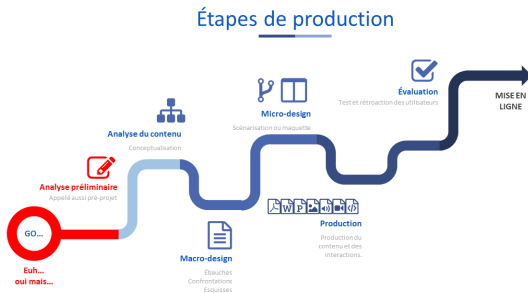 Étapes de production
Évaluation
Test et rétroaction des utilisateurs
MISE EN
LIGNE
Micro-design
Scénarisation ou maquette
Analyse du contenu
Conceptualisation
Analyse préliminaire
Appelé aussi pré-projet
GO...
Euh...
oui mais...
Macro-design
Ébauches
Confrontations
Esquisses
W P
Production
Production du
contenu et des
interactions.